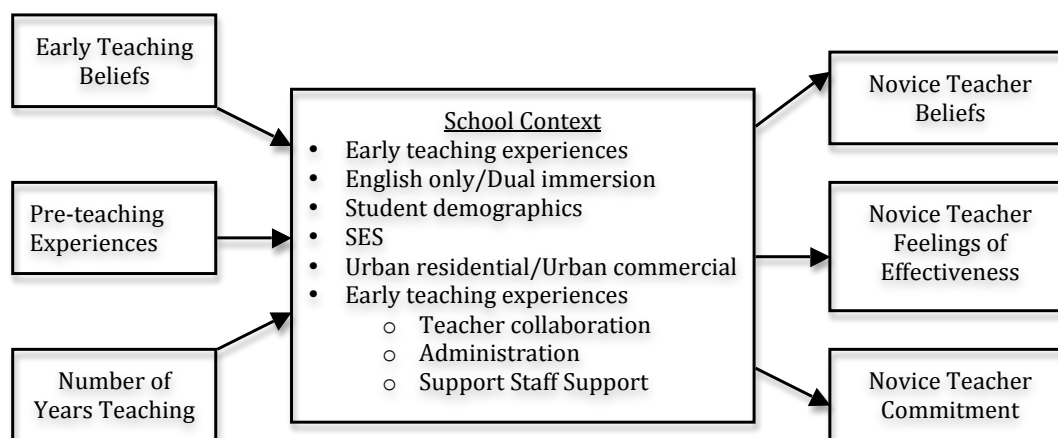 Early Teaching
Beliefs
Pre-teaching
Experiences
Number of
Years Teaching
School Context
• Early teaching experiences
• English only/Dual immersion
• Student demographics
• SES
• Urban residential/Urban commercial
• Early teaching experiences
o Teacher collaboration
o Administration
o Support Staff Support
Novice Teacher
Beliefs
Novice Teacher
Feelings of
Effectiveness
Novice Teacher
Commitment